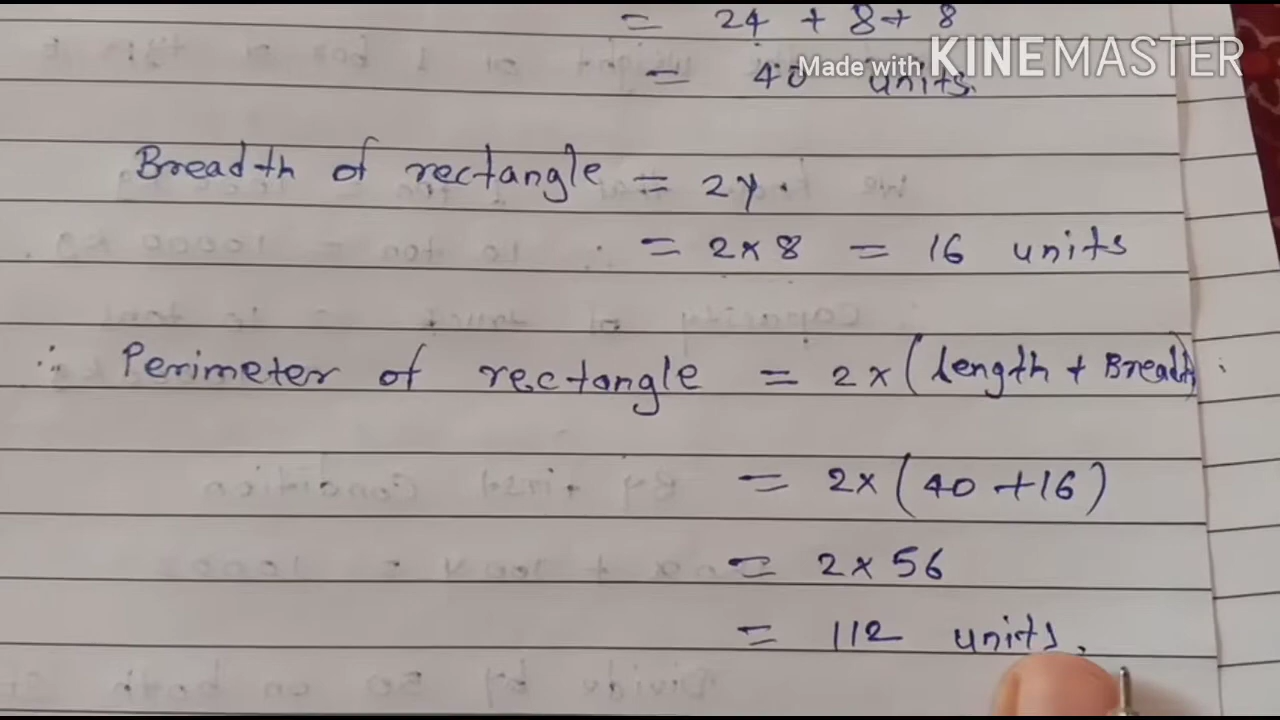 = 24 + 8 + 8
Made with KINEMASTER
= 40 units.
Breadth of rectangle = 2y.
= 2 x 8 = 16 units
∴ Perimeter of rectangle = 2 x (length + Breadth)
= 2 x (40 + 16)
= 2 x 56
= 112 units.